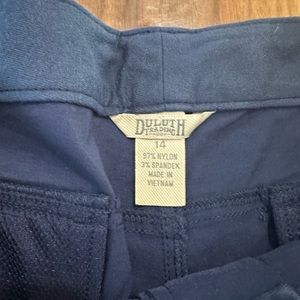 DULUTH
TRADING
14
97% NYLON
3% SPANDEX
MADE IN
VIETNAM